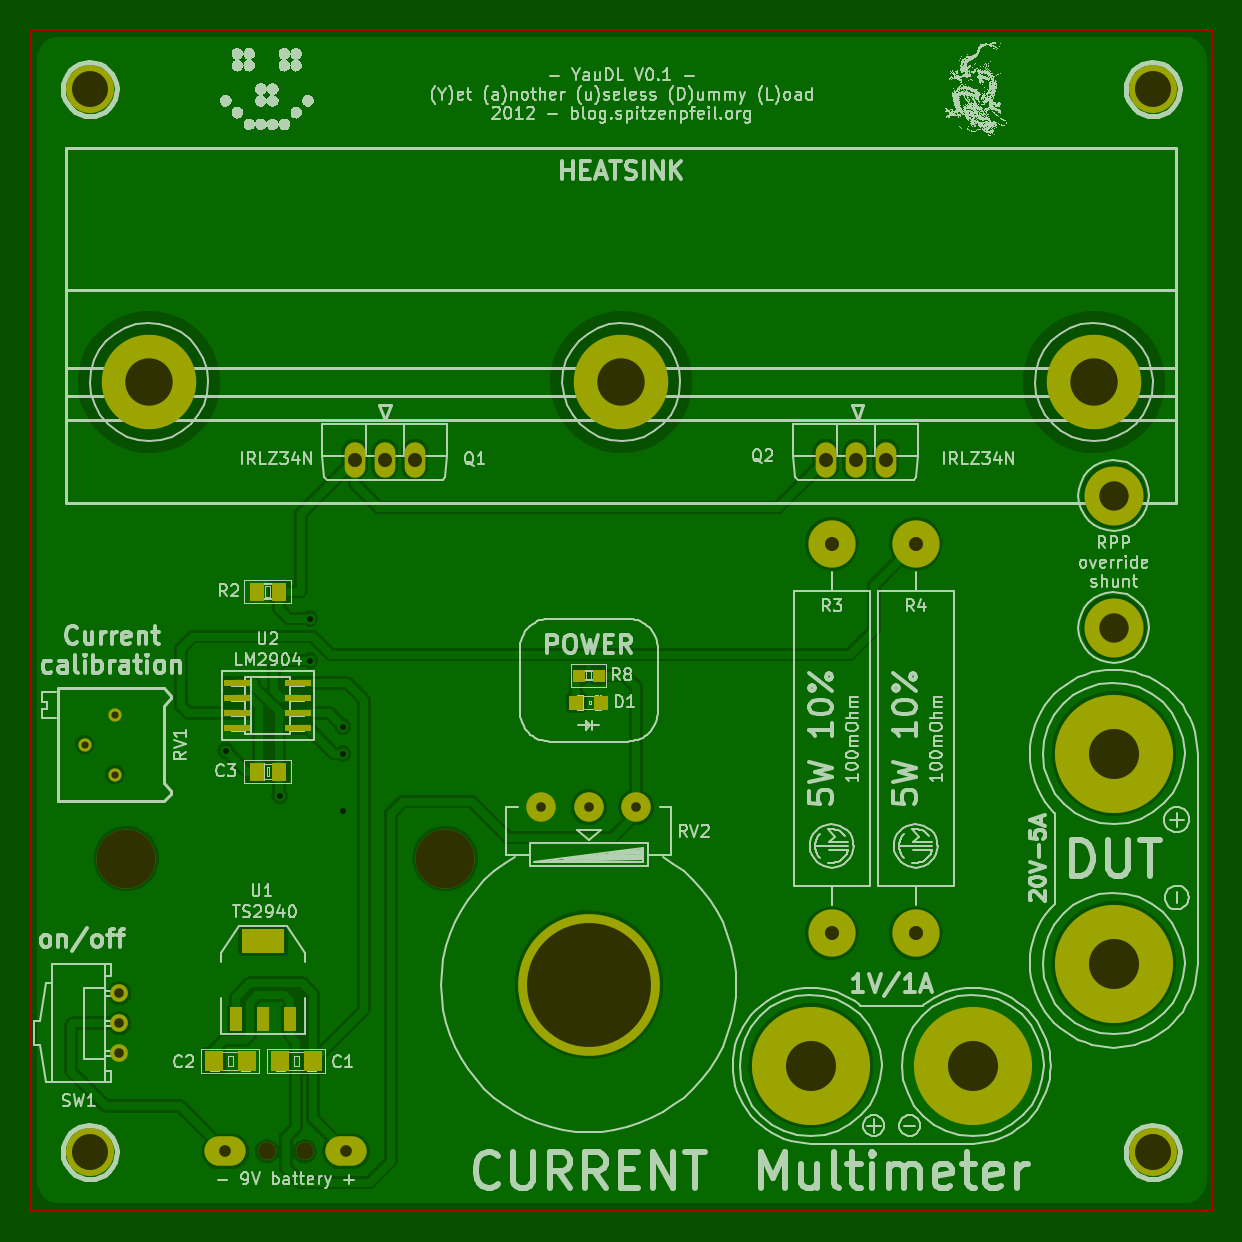 - YauDL V0.1 -
(Y)et (a)nother (u)seless (D)ummy (L)oad
2012 - blog.spitzenpfeil.org
HEATSINK
IRLZ34N
Q1
Q2
IRLZ34N
RPP
override
shunt
R2
R3
R4
Current
calibration
U2
LM2904
POWER
R8
D1
RV1
C3
5W 10%
100mOhm
5W 10%
100mOhm
RV2
20V-5A
DUT
+
-
U1
TS2940
on/off
1V/1A
C2
C1
SW1
+
-
- 9V battery +
CURRENT
Multimeter